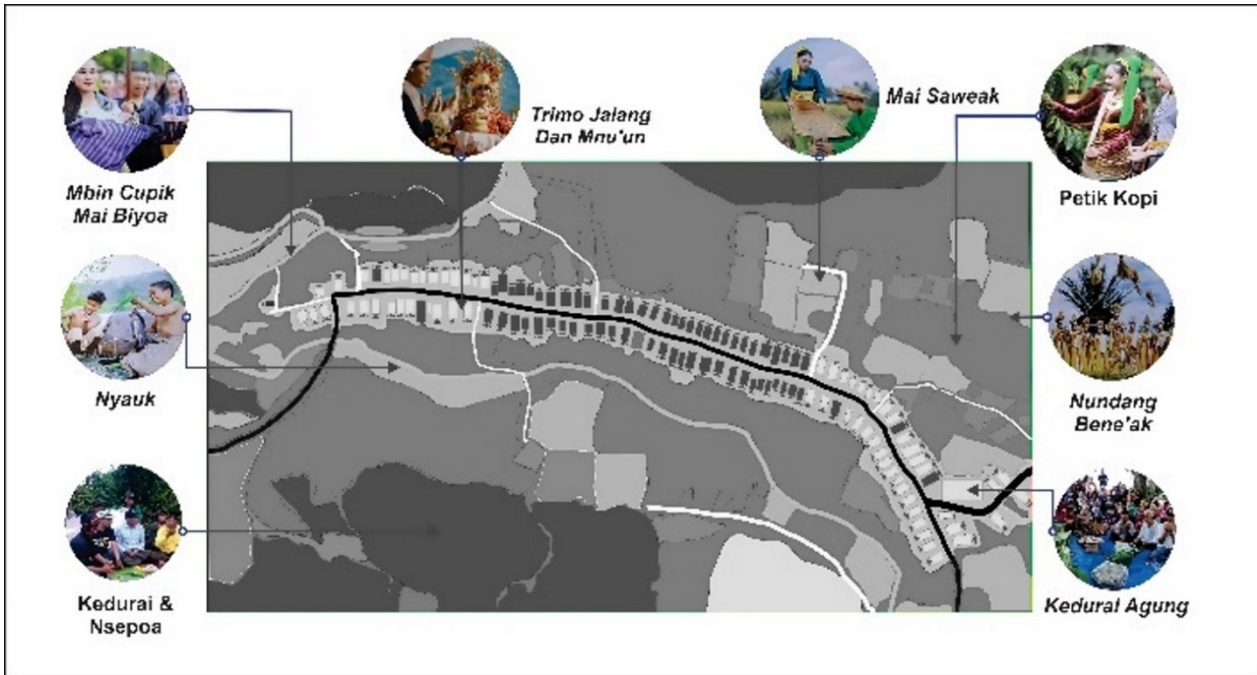 Mbin Cupik
Mai Biyoa
Trimo Jalang
Dan Mnu'un
Mai Saweak
Petik Kopi
Nyauk
Nundang
Bene'ak
Kedurai &
Nsepoa
Kedurai Agung